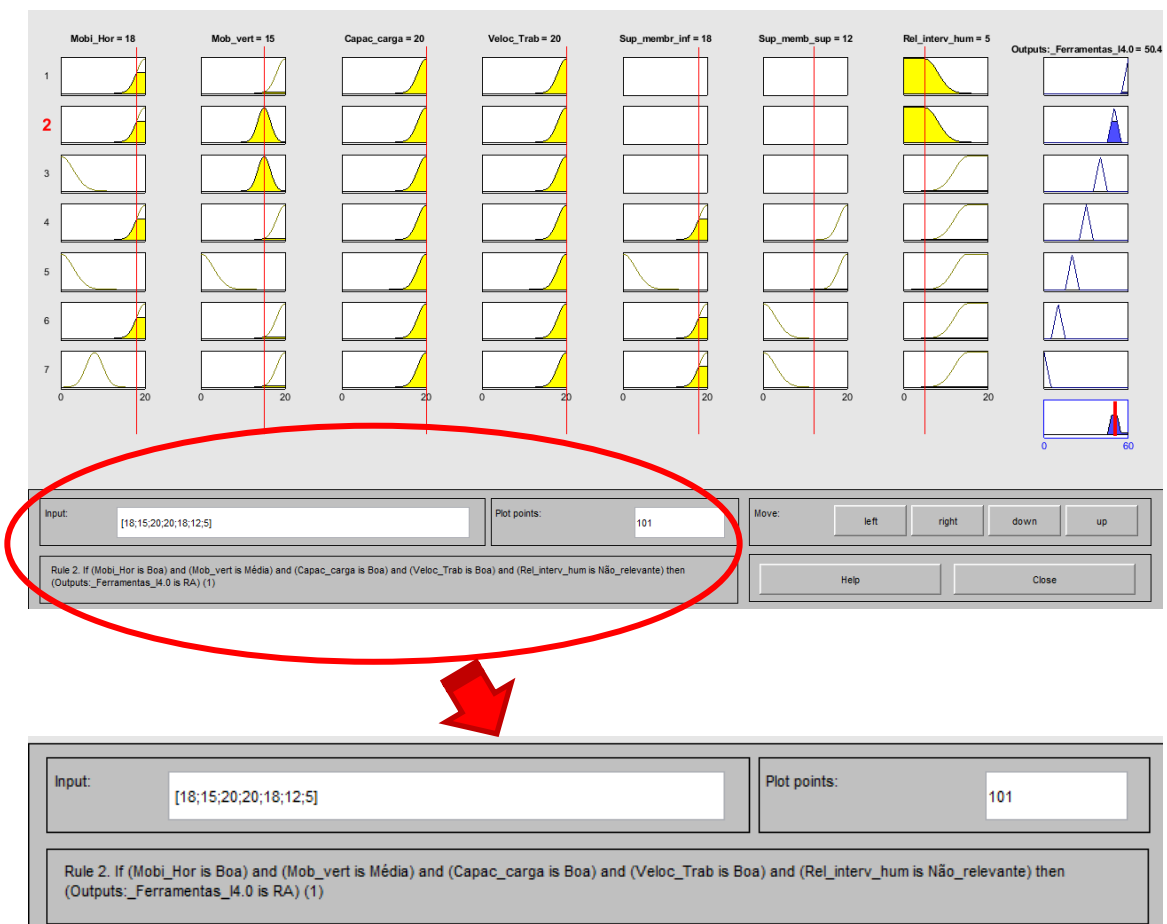 Mobi_Hor = 18 Mob_vert = 15 Capac_carga = 20 Veloc_Trab = 20 Sup_membr_inf = 18 Sup_memb_sup = 12 Rel_interv_hum = 5
Outputs:_Ferramentas_I4.0 = 50.4
1
2
3
4
5
6
7
0 20 0 20 0 20 0 20 0 20 0 20 0 20
0 60
Input: [18;15;20;20;18;12;5] Plot points: 101 Move: left right down up
Rule 2. If (Mobi_Hor is Boa) and (Mob_vert is Média) and (Capac_carga is Boa) and (Veloc_Trab is Boa) and (Rel_interv_hum is Não_relevante) then
(Outputs:_Ferramentas_I4.0 is RA) (1)
Help Close
Input: [18;15;20;20;18;12;5] Plot points: 101
Rule 2. If (Mobi_Hor is Boa) and (Mob_vert is Média) and (Capac_carga is Boa) and (Veloc_Trab is Boa) and (Rel_interv_hum is Não_relevante) then
(Outputs:_Ferramentas_I4.0 is RA) (1)